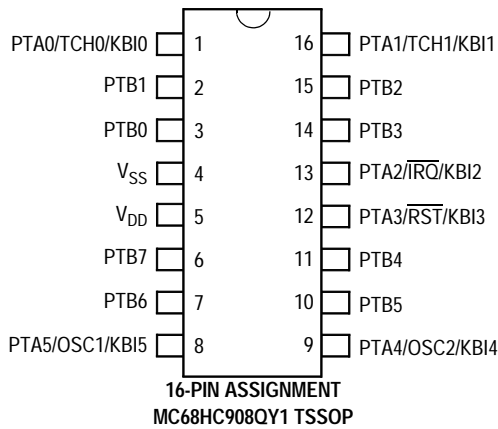 PTA0/TCH0/KBI0 1 16 PTA1/TCH1/KBI1
PTB1 2 15 PTB2
PTB0 3 14 PTB3
VSS 4 13 PTA2/IRQ/KBI2
VDD 5 12 PTA3/RST/KBI3
PTB7 6 11 PTB4
PTB6 7 10 PTB5
PTA5/OSC1/KBI5 8 9 PTA4/OSC2/KBI4
16-PIN ASSIGNMENT
MC68HC908QY1 TSSOP